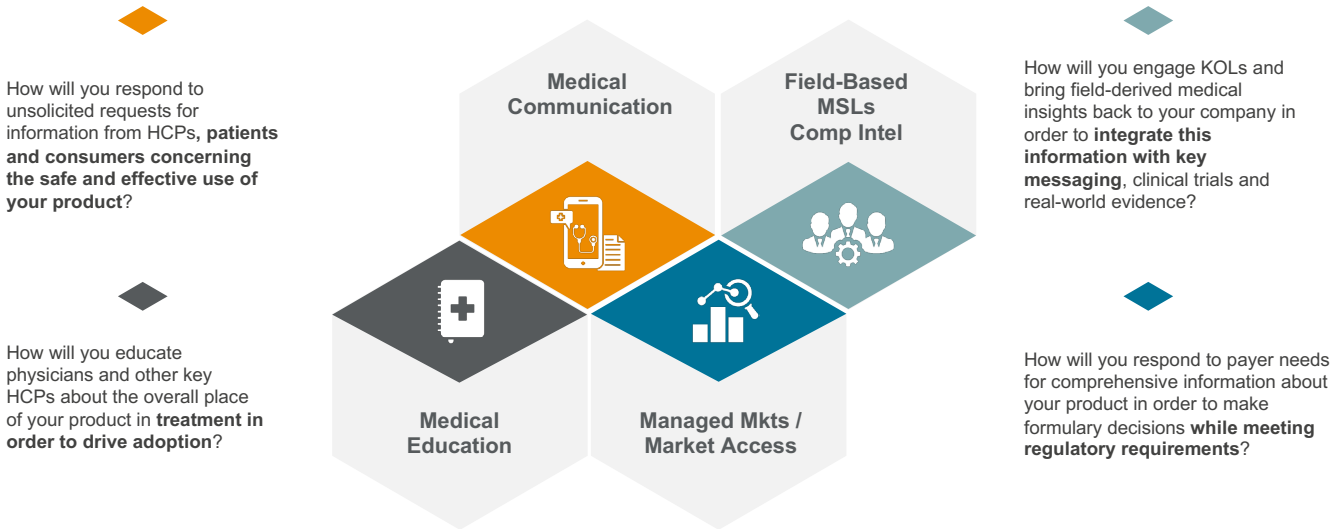 How will you respond to
unsolicited requests for
information from HCPs, patients
and consumers concerning
the safe and effective use of
your product?
How will you educate
physicians and other key
HCPs about the overall place
of your product in treatment in
order to drive adoption?
Medical
Communication
Field-Based
MSLs
Comp Intel
Medical
Education
Managed Mkts /
Market Access
How will you engage KOLs and
bring field-derived medical
insights back to your company in
order to integrate this
information with key
messaging, clinical trials and
real-world evidence?
How will you respond to payer needs
for comprehensive information about
your product in order to make
formulary decisions while meeting
regulatory requirements?